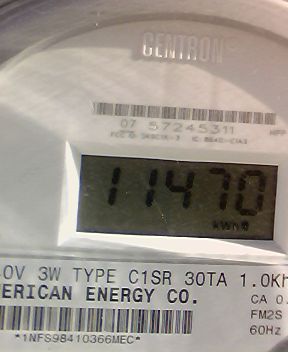 CENTRON
07 57245311
11470
kWh
0V 3W TYPE C1SR 30TA 1.0Kh
ERICAN ENERGY CO.
CA 0.
FM2S
60Hz
*1NFS98410366MEC*